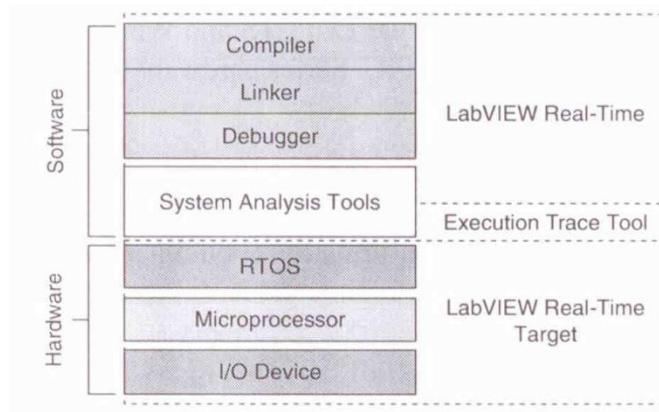 Software
Compiler
Linker
Debugger
System Analysis Tools
LabVIEW Real-Time
Execution Trace Tool
Hardware
RTOS
Microprocessor
I/O Device
LabVIEW Real-Time
Target